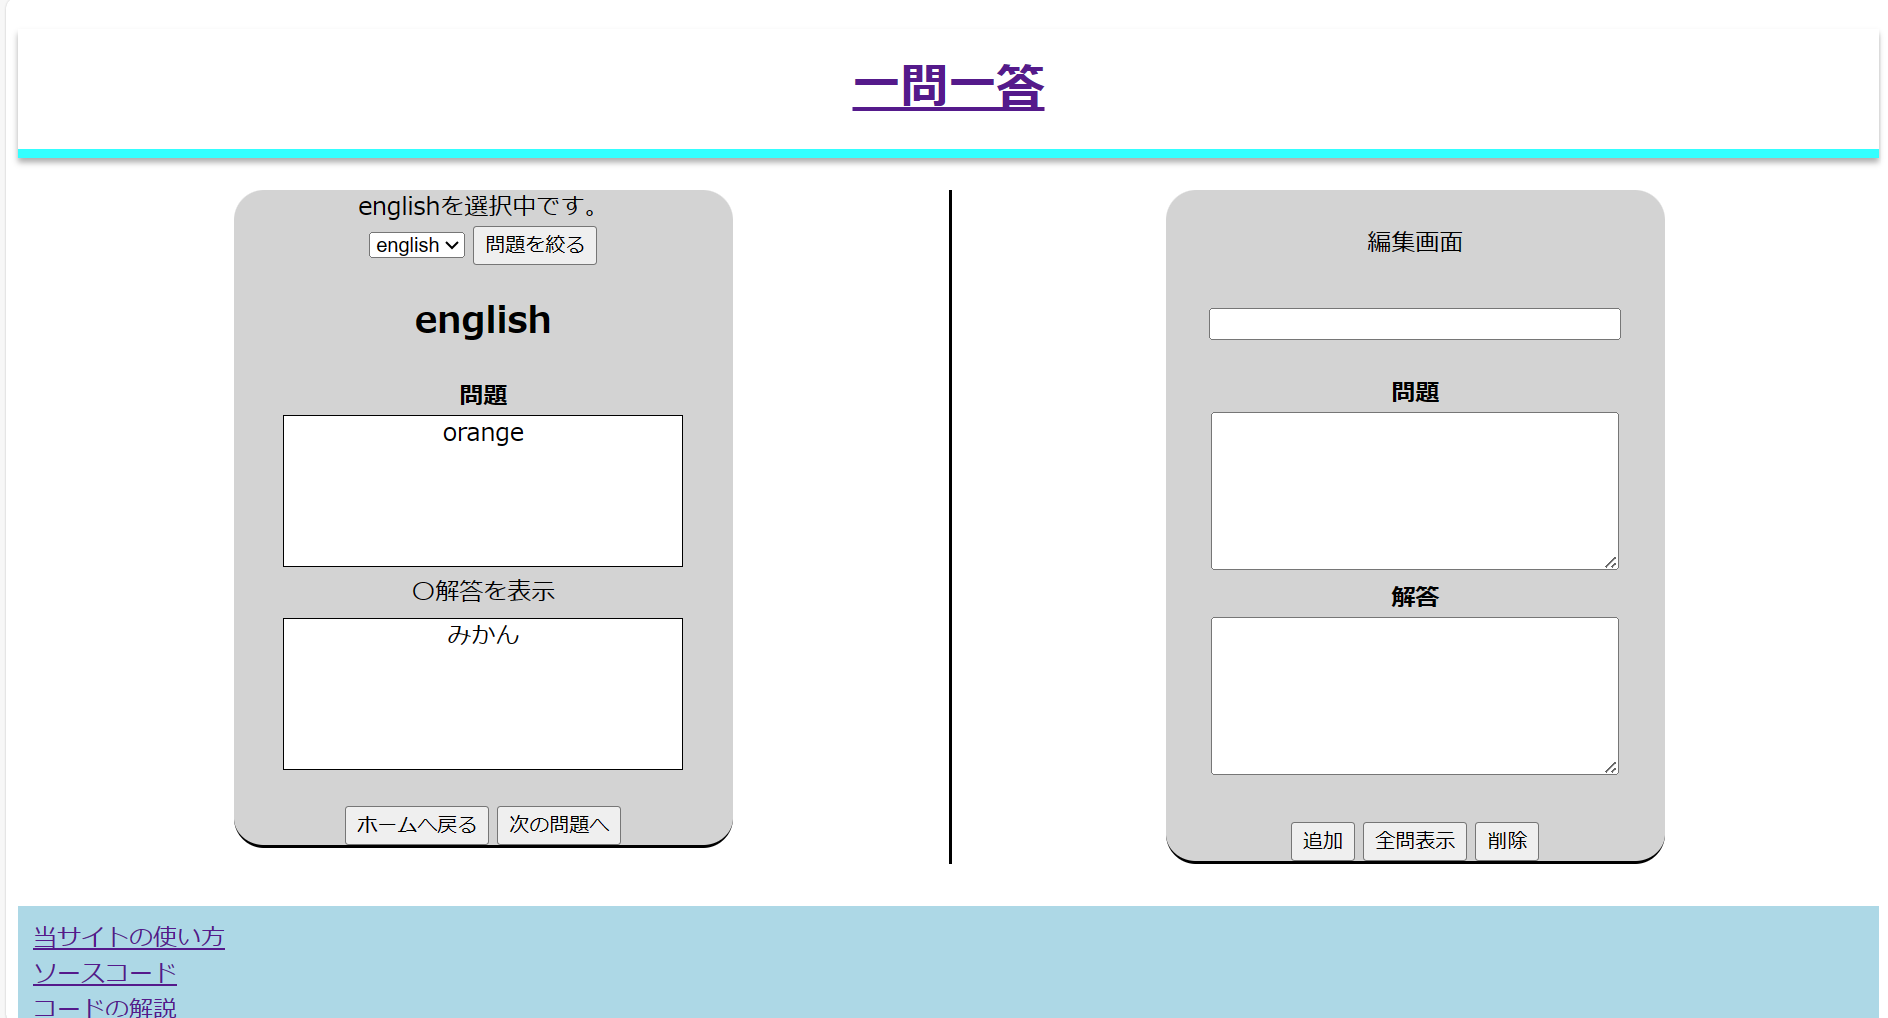 一問一答
englishを選択中です。
english 問題を絞る
english
問題
orange
〇解答を表示
みかん
ホームへ戻る 次の問題へ
編集画面
問題
解答
追加 全問表示 削除
当サイトの使い方
ソースコード
コードの解説